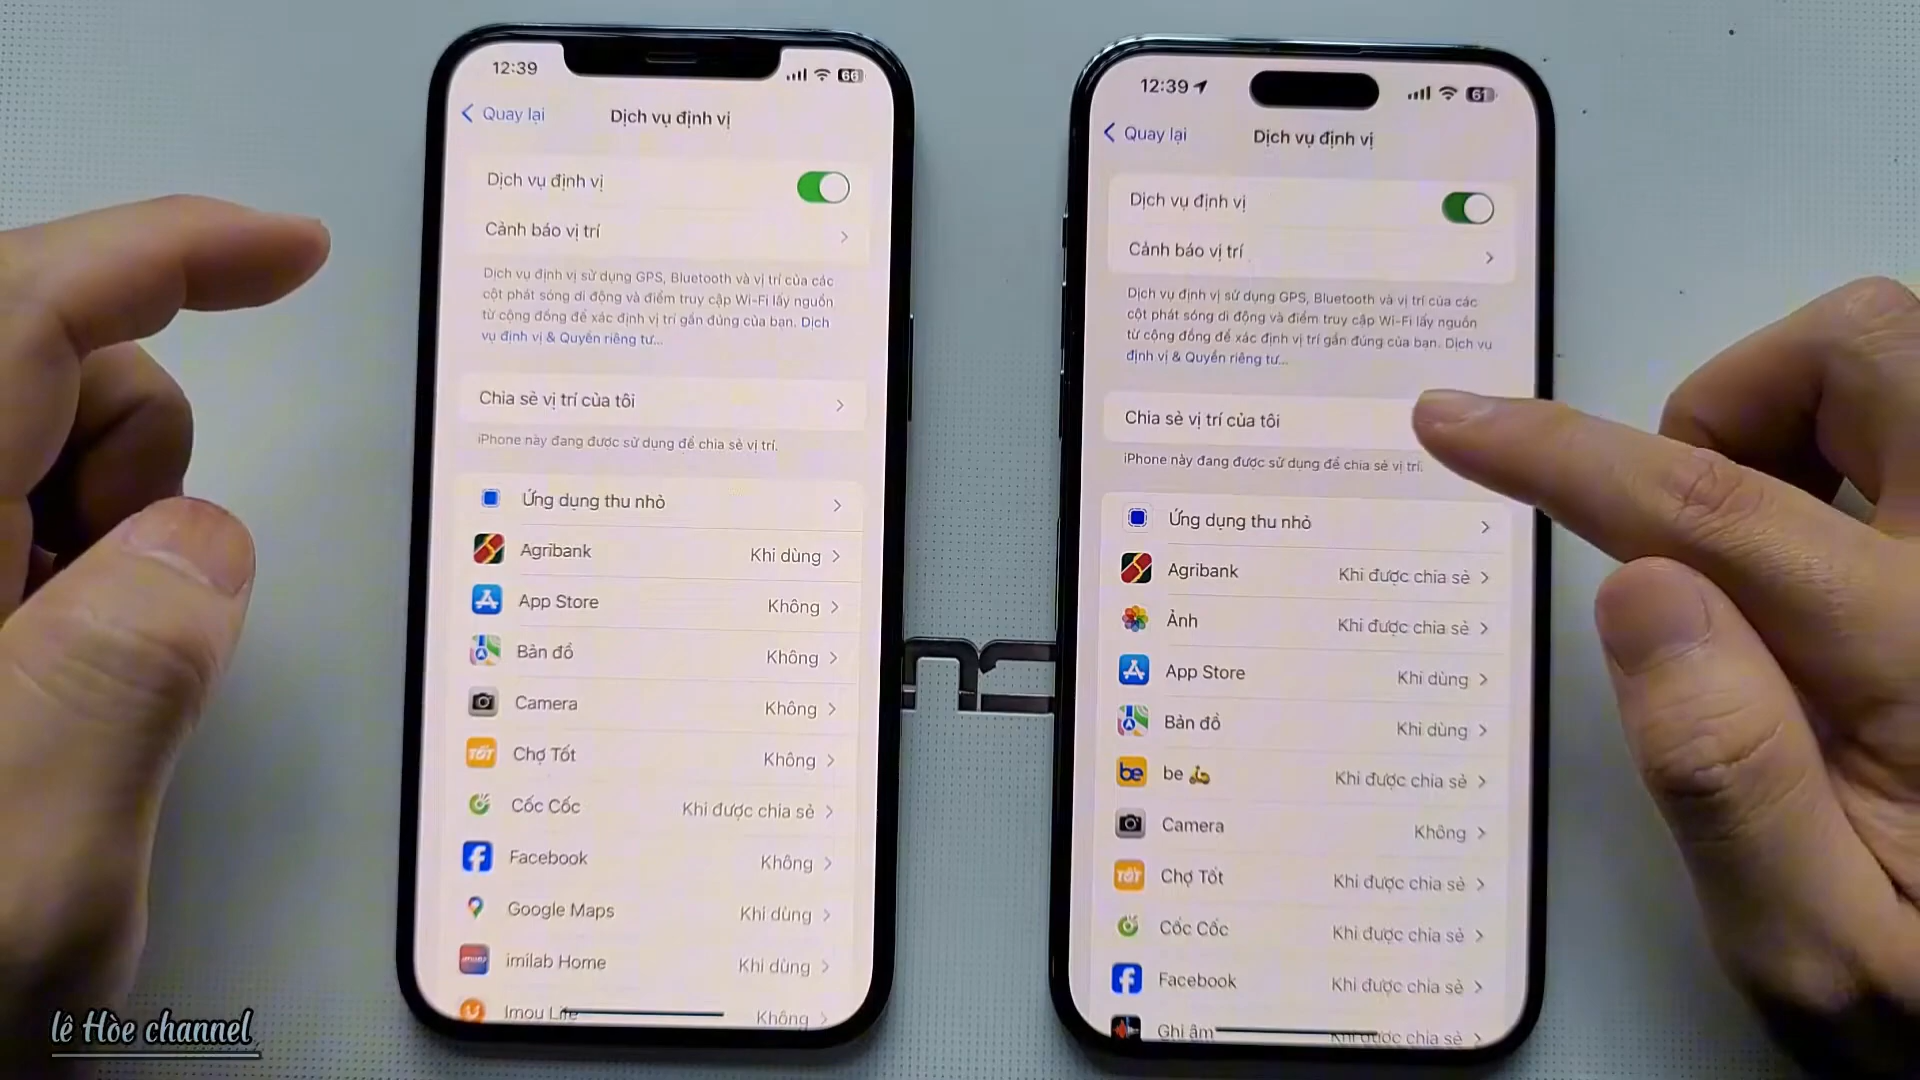 12:39
66
Quay lại
Dịch vụ định vị
Dịch vụ định vị
Cảnh báo vị trí
Dịch vụ định vị sử dụng GPS, Bluetooth và vị trí của các
cột phát sóng di động và điểm truy cập Wi-Fi lấy nguồn
từ cộng đồng để xác định vị trí gần đúng của bạn. Dịch
vụ định vị & Quyền riêng tư...
Chia sẻ vị trí của tôi
iPhone này đang được sử dụng để chia sẻ vị trí.
Ứng dụng thu nhỏ
Agribank Khi dùng
App Store Không
Bản đồ Không
Camera Không
TỐT Chợ Tốt Không
Cốc Cốc Khi được chia sẻ
Facebook Không
Google Maps Khi dùng
imilab Home Khi dùng
Imou Life Không
12:39
61
Quay lại
Dịch vụ định vị
Dịch vụ định vị
Cảnh báo vị trí
Dịch vụ định vị sử dụng GPS, Bluetooth và vị trí của các
cột phát sóng di động và điểm truy cập Wi-Fi lấy nguồn
từ cộng đồng để xác định vị trí gần đúng của bạn. Dịch vụ
định vị & Quyền riêng tư...
Chia sẻ vị trí của tôi
iPhone này đang được sử dụng để chia sẻ vị trí.
Ứng dụng thu nhỏ
Agribank Khi được chia sẻ
Ảnh Khi được chia sẻ
App Store Khi dùng
Bản đồ Khi dùng
be be 🛵 Khi được chia sẻ
Camera Không
TỐT Chợ Tốt Khi được chia sẻ
Cốc Cốc Khi được chia sẻ
Facebook Khi được chia sẻ
Ghi âm Khi được chia sẻ
lê Hòe channel